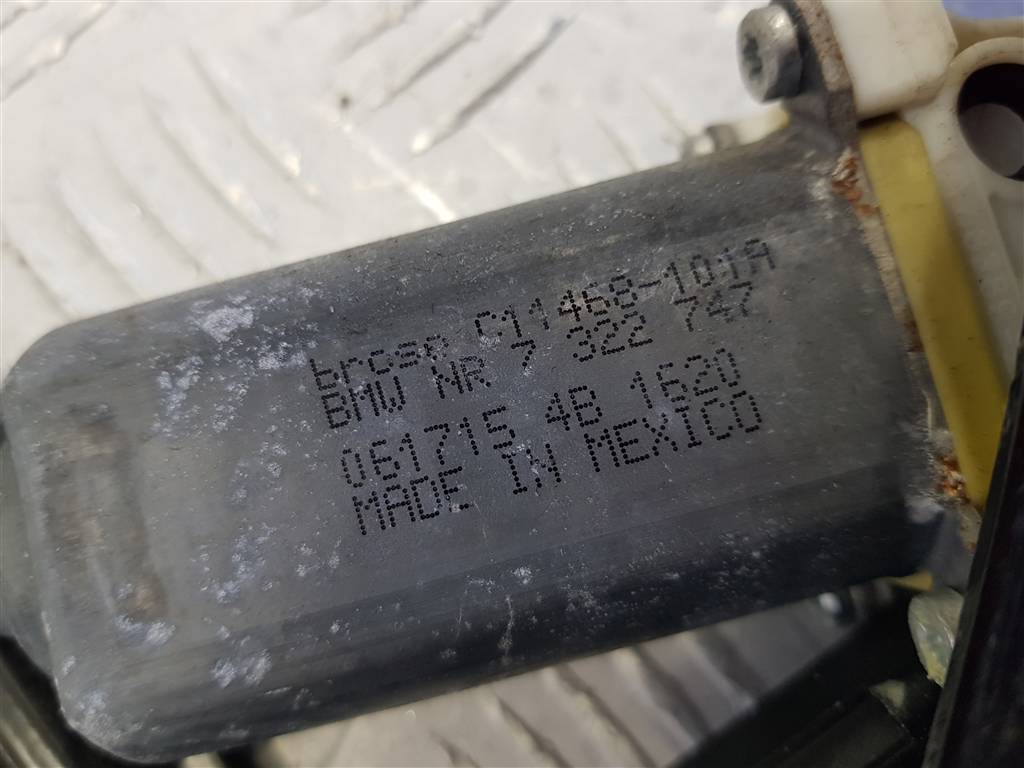 brose C11468-101A
BMW NR 7 322 747
061715 4B 1620
MADE IN MEXICO